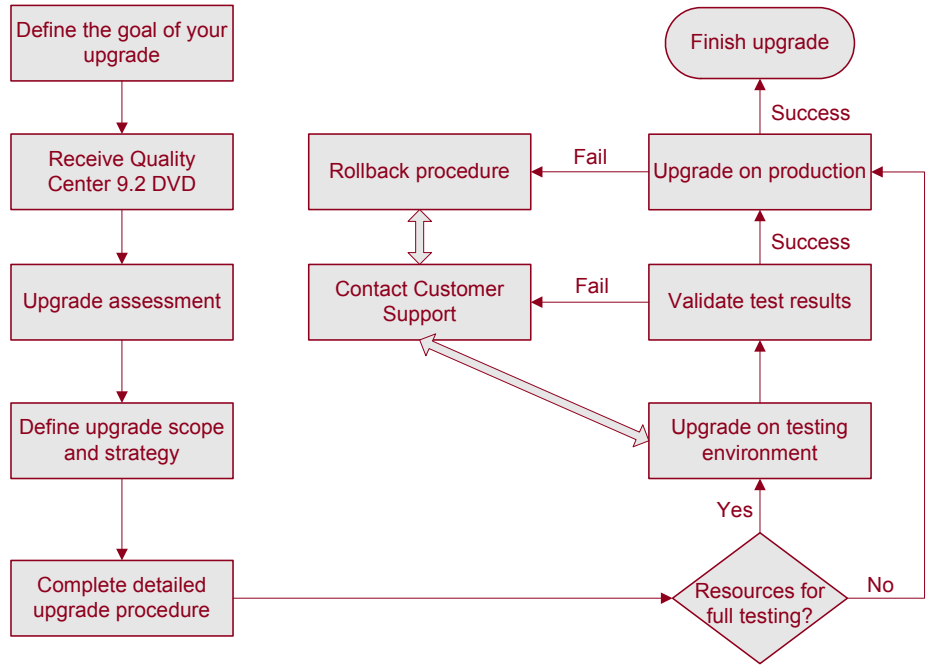 Define the goal of your
upgrade
Receive Quality
Center 9.2 DVD
Upgrade assessment
Define upgrade scope
and strategy
Complete detailed
upgrade procedure
Resources for
full testing?
Yes
No
Upgrade on testing
environment
Validate test results
Fail
Contact Customer
Support
Success
Upgrade on production
Fail
Rollback procedure
Success
Finish upgrade